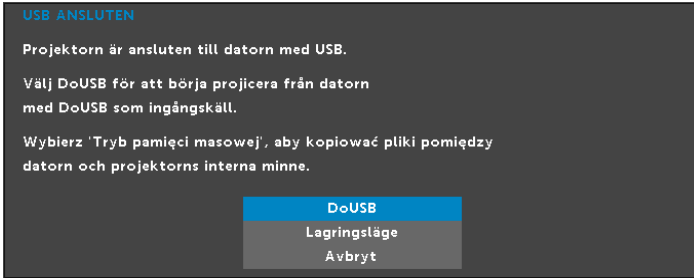 USB ANSLUTEN
Projektorn är ansluten till datorn med USB.
Välj DoUSB för att börja projicera från datorn
med DoUSB som ingångskäll.
Wybierz 'Tryb pamięci masowej', aby kopiować pliki pomiędzy
datorn och projektorns interna minne.
DoUSB
Lagringsläge
Avbryt